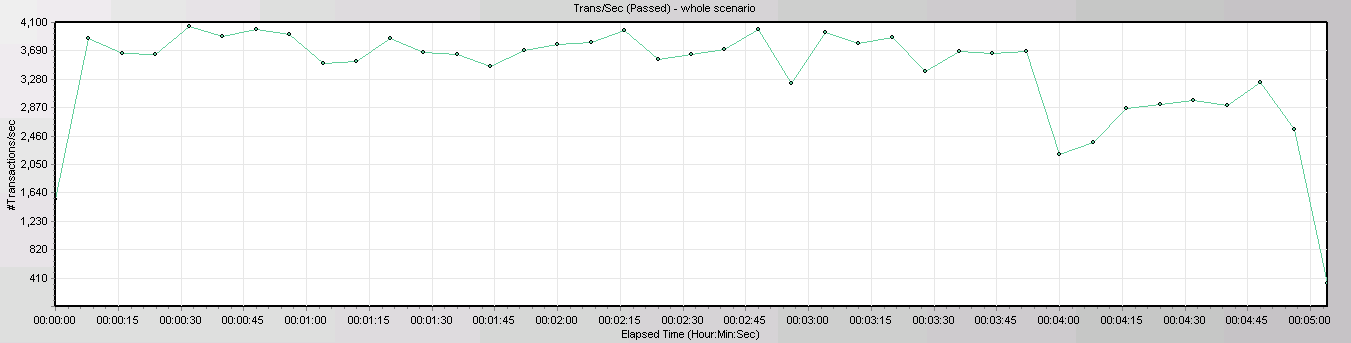 Trans/Sec (Passed) - whole scenario
#Transactions/sec
4,100
3,690
3,280
2,870
2,460
2,050
1,640
1,230
820
410
00:00:00 00:00:15 00:00:30 00:00:45 00:01:00 00:01:15 00:01:30 00:01:45 00:02:00 00:02:15 00:02:30 00:02:45 00:03:00 00:03:15 00:03:30 00:03:45 00:04:00 00:04:15 00:04:30 00:04:45 00:05:00
Elapsed Time (Hour:Min:Sec)